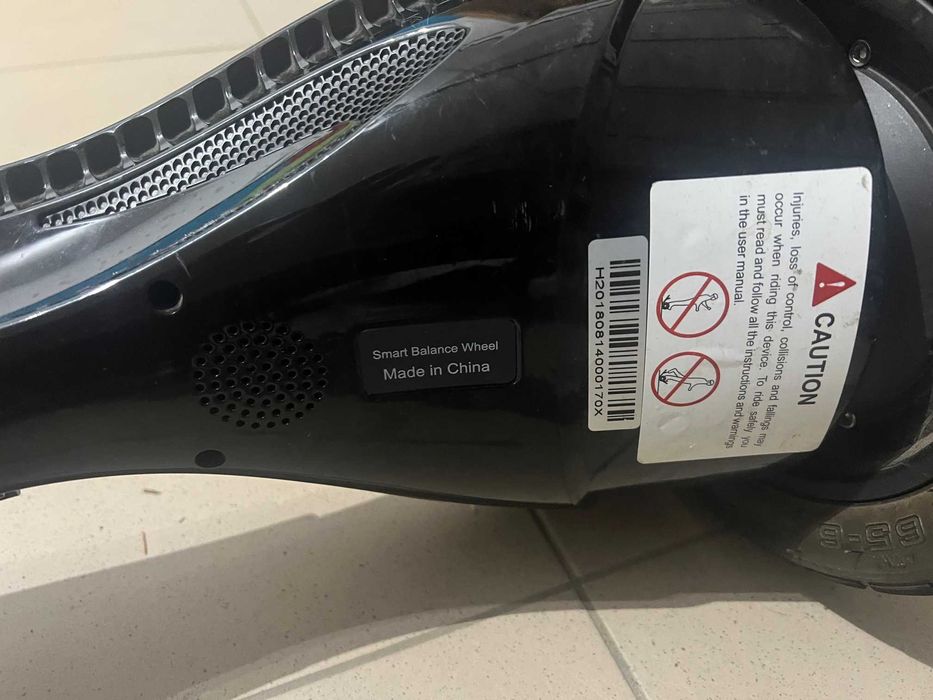 Smart Balance Wheel
Made in China
H20180814000170X
CAUTION
Injuries, loss of control, collisions and fallings may
occur when riding this device. To ride safely you
must read and follow all the instructions and warnings
in the user manual.